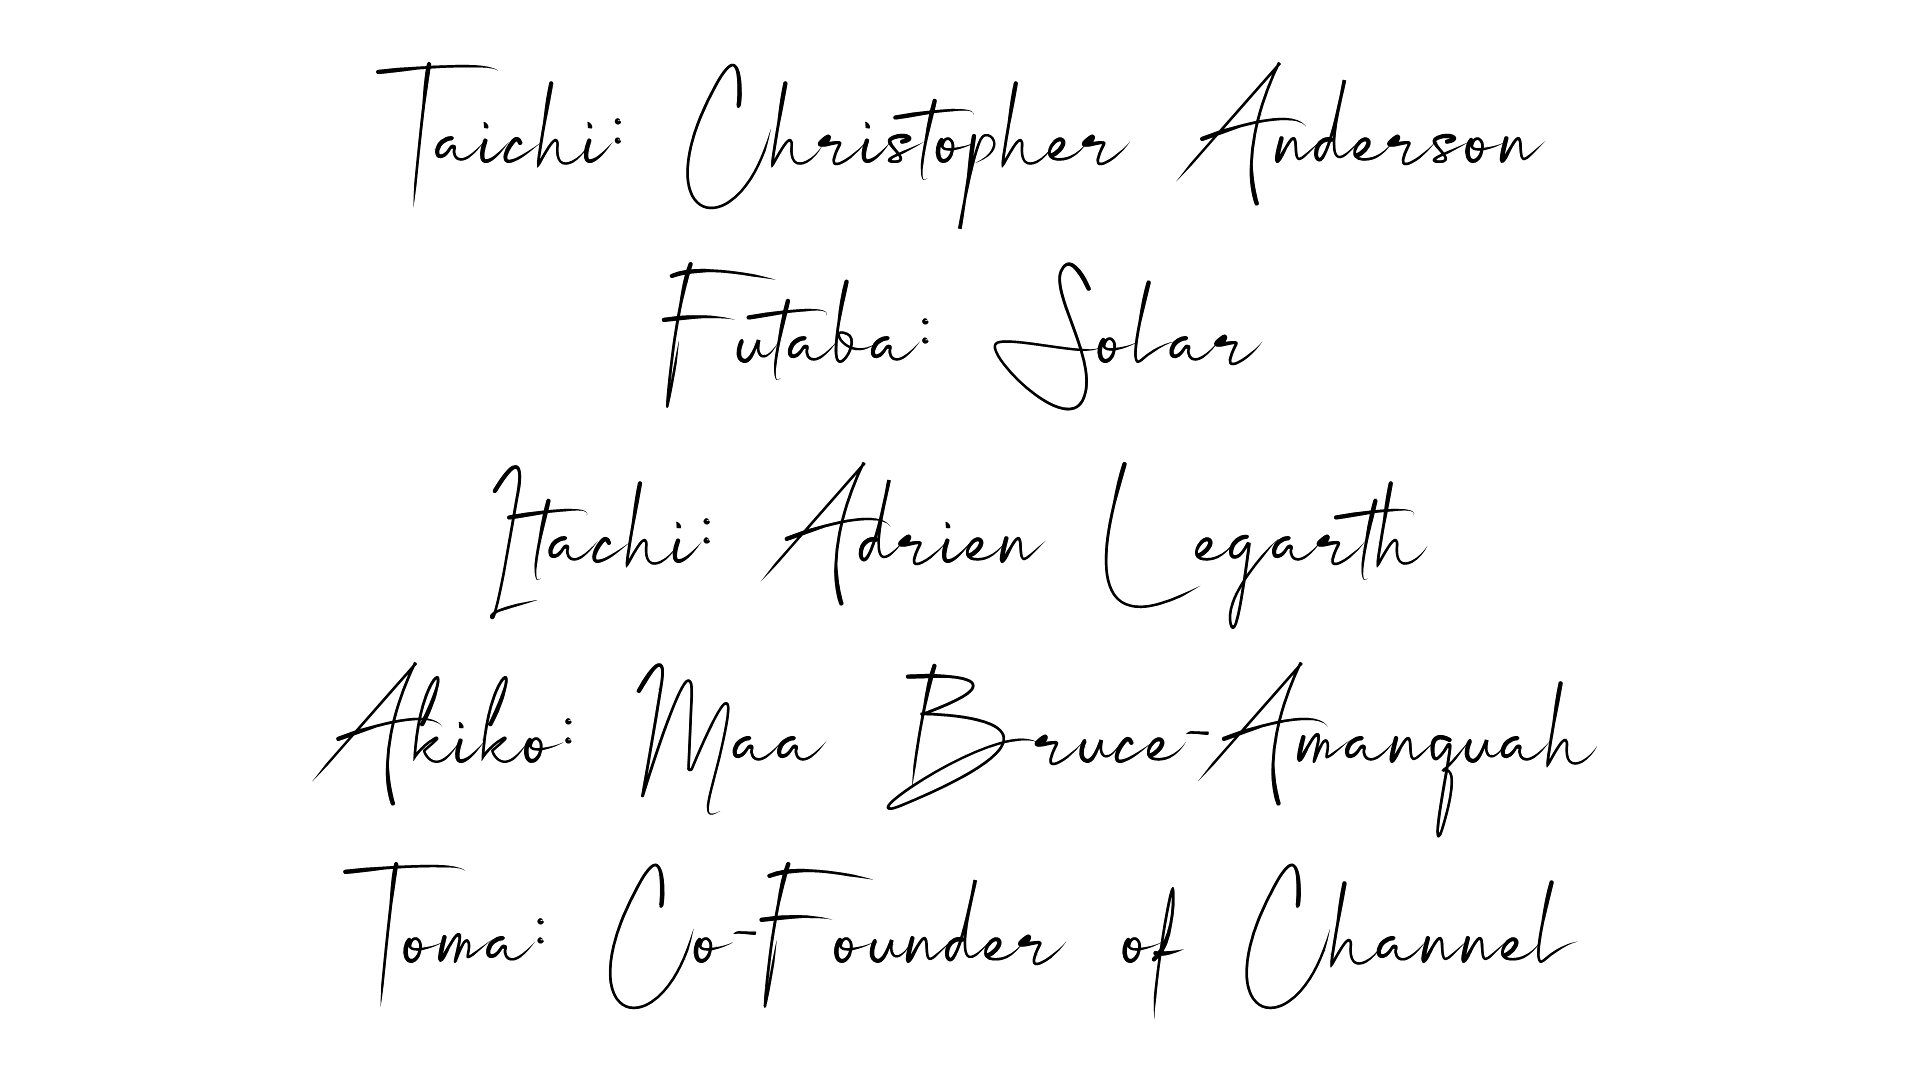 Taichi: Christopher Anderson
Futaba: Solar
Itachi: Adrien Legarth
Akiko: Maa Bruce-Amanquah
Toma: Co-Founder of Channel